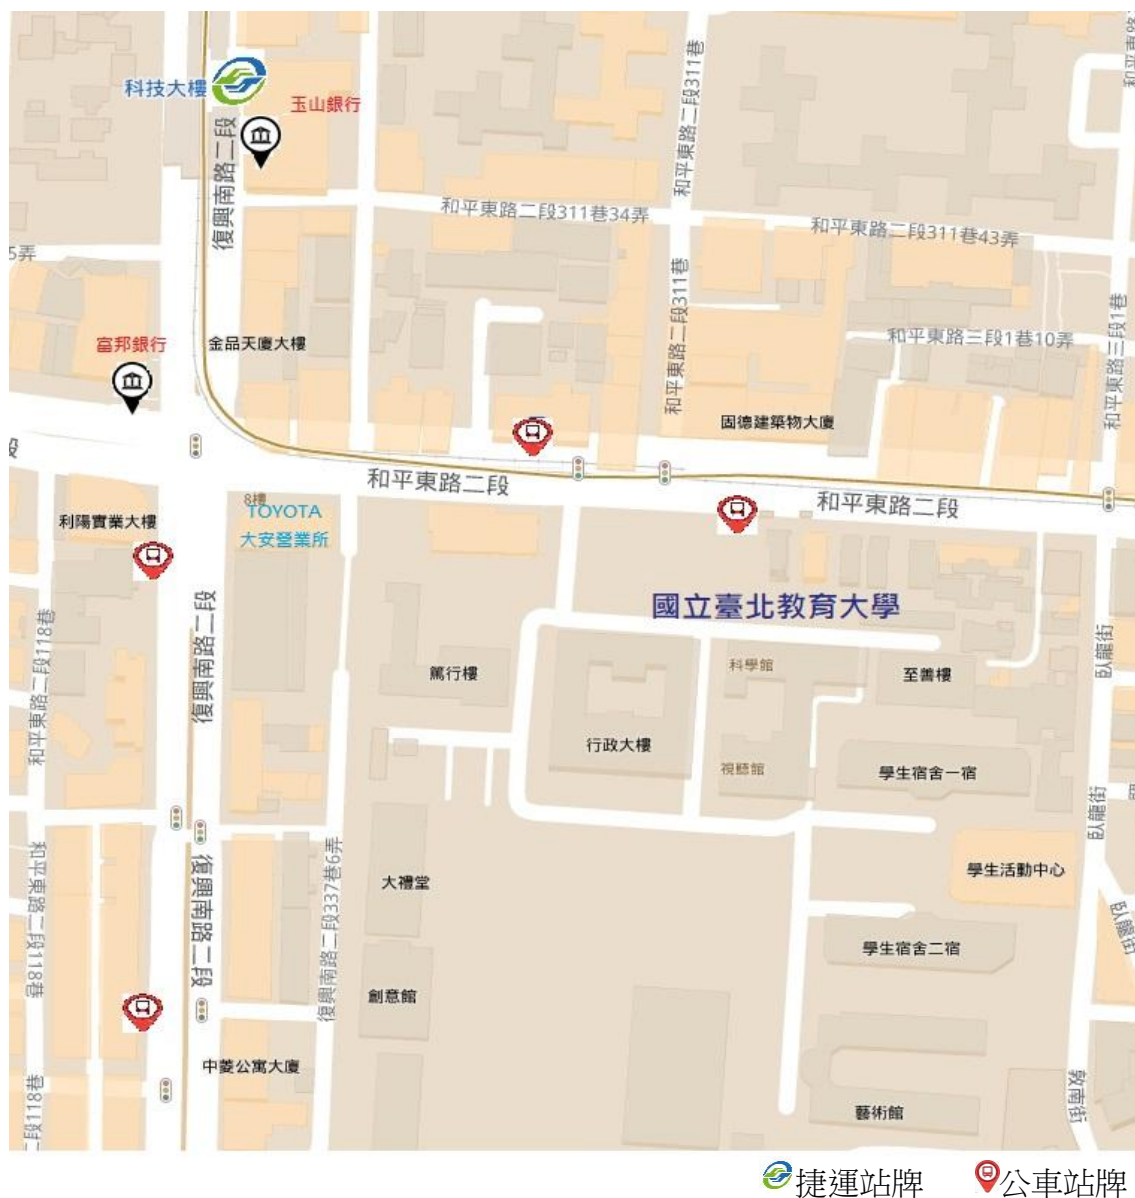 科技大樓
玉山銀行
復興南路二段
和平東路二段311巷
和平東路二段311巷34弄
和平東路二段311巷43弄
5弄
富邦銀行
金品天廈大樓
和平東路二段311巷
和平東路三段1巷10弄
和平東路三段1巷
固德建築物大廈
段
和平東路二段
和平東路二段
8樓
TOYOTA
大安營業所
利陽實業大樓
國立臺北教育大學
復興南路二段
和平東路二段118巷
臥龍街
篤行樓
科學館
至善樓
行政大樓
視聽館
學生宿舍一宿
臥龍街
和平東路二段118巷
復興南路二段
復興南路二段337巷6弄
大禮堂
學生活動中心
臥龍街
學生宿舍二宿
創意館
中菱公寓大廈
二段118巷
敦南街
藝術館
捷運站牌
公車站牌